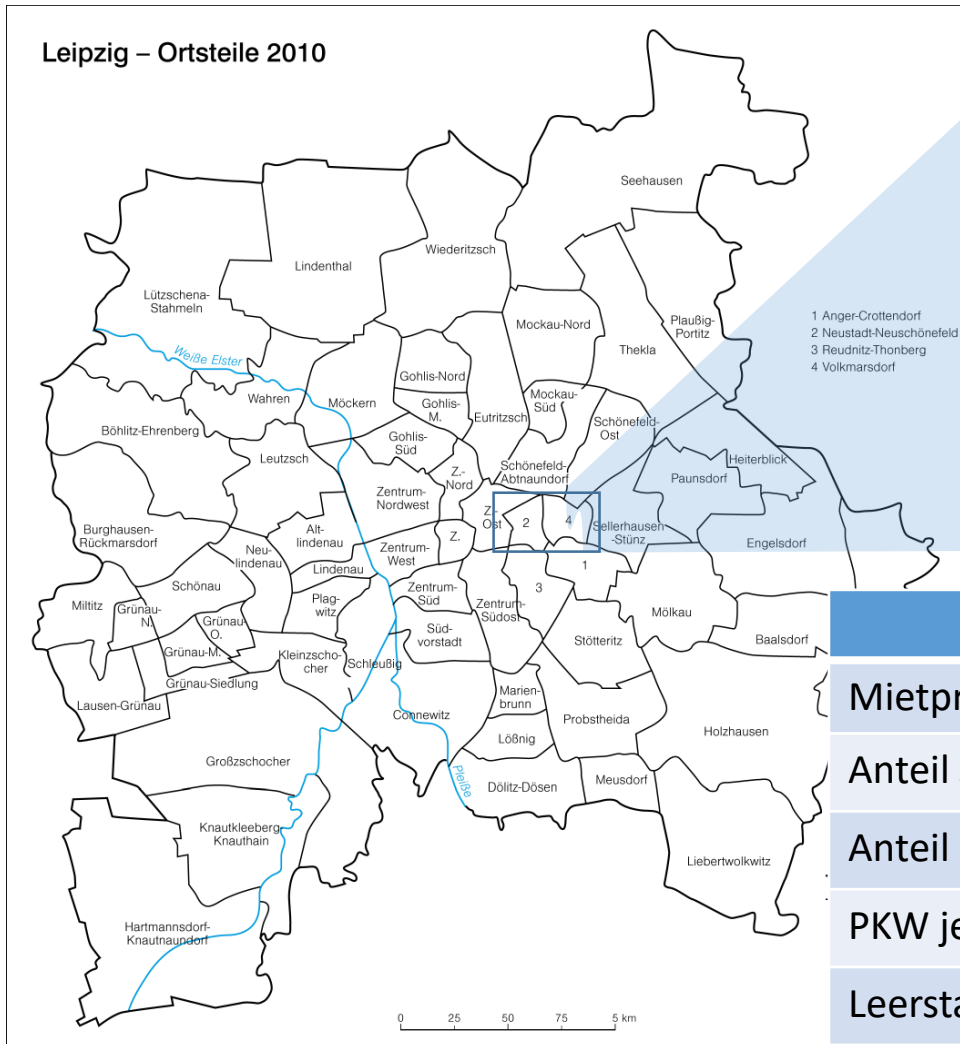 Leipzig – Ortsteile 2010
Seehausen
Wiederitzsch
Lindenthal
Lützschena-
Stahmeln
Plaußig-
Portitz
1 Anger-Crottendorf
2 Neustadt-Neuschönefeld
3 Reudnitz-Thonberg
4 Volkmarsdorf
Mockau-Nord
Thekla
Weiße Elster
Gohlis-Nord
Wahren
Möckern
Gohlis-
M.
Mockau-
Süd
Eutritzsch
Schönefeld-
Ost
Böhlitz-Ehrenberg
Gohlis-
Süd
Leutzsch
Schönefeld-
Abtnaundorf
Heiterblick
Paunsdorf
Z.-
Nord
Zentrum-
Nordwest
Z.-
Ost
2
4
Sellerhausen
-Stünz
Burghausen-
Rückmarsdorf
Alt-
lindenau
Z.
Engelsdorf
Neu-
lindenau
Lindenau
Zentrum-
West
1
Schönau
3
Miltitz
Grünau-
N.
Plag-
witz
Zentrum-
Süd
Zentrum-
Südost
Mölkau
Grünau-
O.
Süd-
vorstadt
Stötteritz
Baalsdorf
Grünau-M.
Kleinzscho-
cher
Schleußig
Grünau-Siedlung
Lausen-Grünau
Marien-
brunn
Connewitz
Probstheida
Holzhausen
Lößnig
Großzschocher
Pleiße
Dölitz-Dösen
Meusdorf
Knautkleeberg-
Knauthain
Liebertwolkwitz
Hartmannsdorf-
Knautnaundorf
0 25 50 75 5 km
Mietpr
Anteil
Anteil
PKW je
Leersta